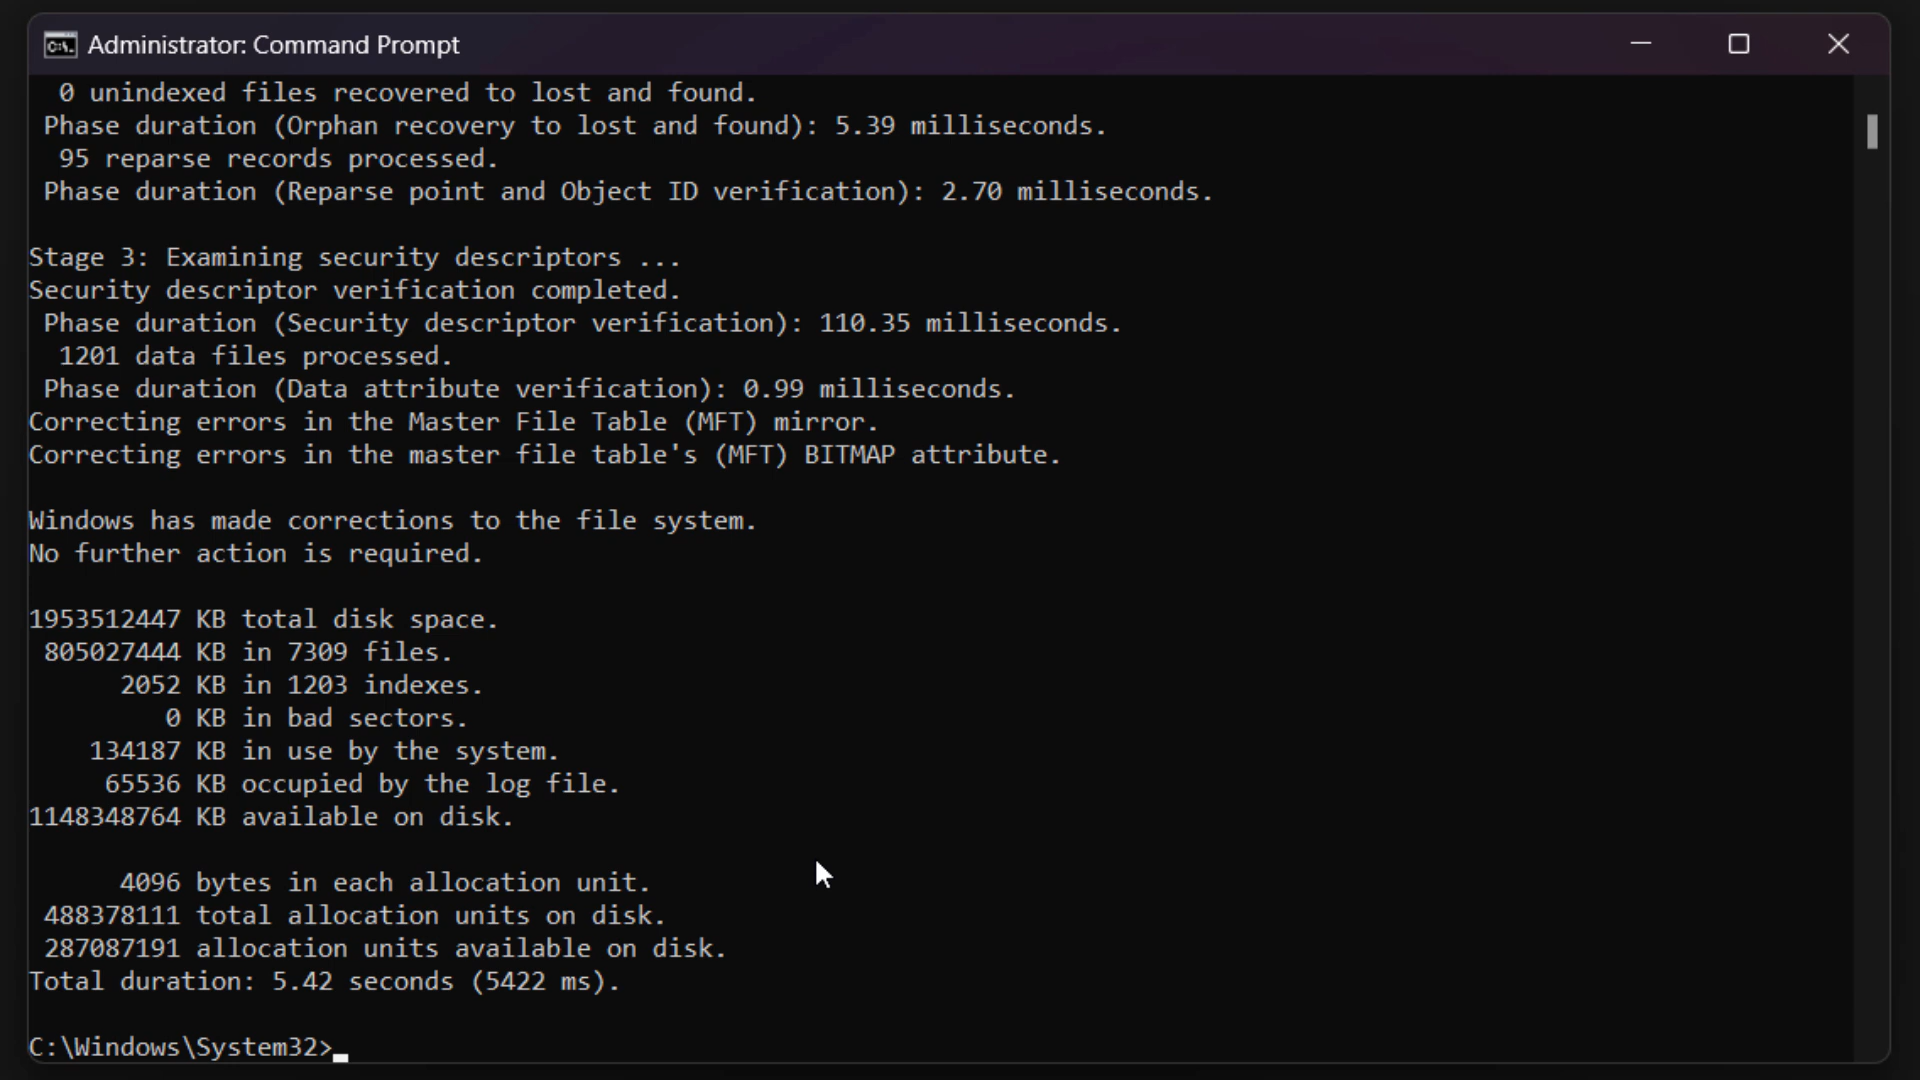 Administrator: Command Prompt
0 unindexed files recovered to lost and found.
Phase duration (Orphan recovery to lost and found): 5.39 milliseconds.
95 reparse records processed.
Phase duration (Reparse point and Object ID verification): 2.70 milliseconds.
Stage 3: Examining security descriptors ...
Security descriptor verification completed.
Phase duration (Security descriptor verification): 110.35 milliseconds.
1201 data files processed.
Phase duration (Data attribute verification): 0.99 milliseconds.
Correcting errors in the Master File Table (MFT) mirror.
Correcting errors in the master file table's (MFT) BITMAP attribute.
Windows has made corrections to the file system.
No further action is required.
1953512447 KB total disk space.
805027444 KB in 7309 files.
2052 KB in 1203 indexes.
0 KB in bad sectors.
134187 KB in use by the system.
65536 KB occupied by the log file.
1148348764 KB available on disk.
4096 bytes in each allocation unit.
488378111 total allocation units on disk.
287087191 allocation units available on disk.
Total duration: 5.42 seconds (5422 ms).
C:\Windows\System32>